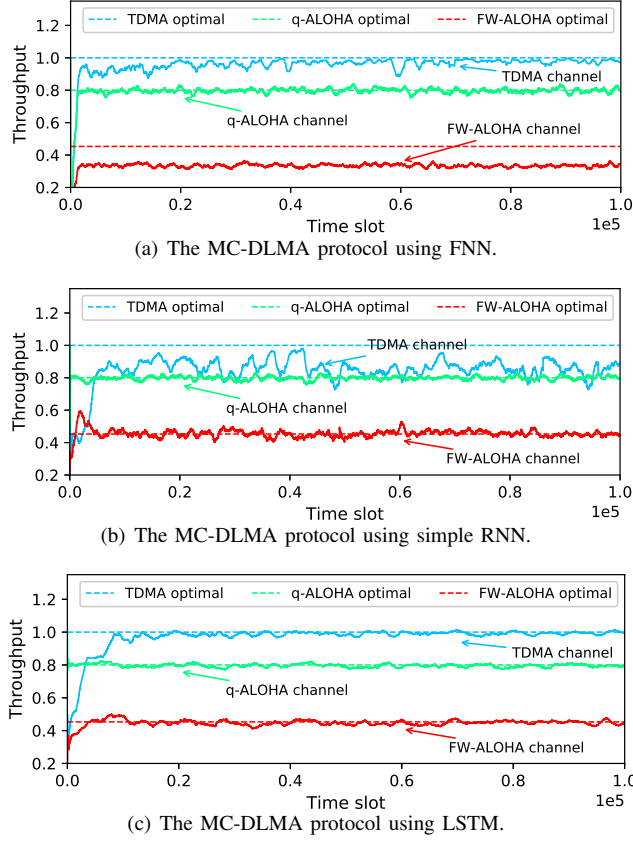 TDMA optimal q-ALOHA optimal FW-ALOHA optimal
1.2
1.0
0.8
0.6
0.4
0.2
Throughput
TDMA channel
q-ALOHA channel
FW-ALOHA channel
0.0 0.2 0.4 0.6 0.8 1.0
Time slot
1e5
(a) The MC-DLMA protocol using FNN.
TDMA optimal q-ALOHA optimal FW-ALOHA optimal
1.2
1.0
0.8
0.6
0.4
0.2
Throughput
TDMA channel
q-ALOHA channel
FW-ALOHA channel
0.0 0.2 0.4 0.6 0.8 1.0
Time slot
1e5
(b) The MC-DLMA protocol using simple RNN.
TDMA optimal q-ALOHA optimal FW-ALOHA optimal
1.2
1.0
0.8
0.6
0.4
0.2
Throughput
TDMA channel
q-ALOHA channel
FW-ALOHA channel
0.0 0.2 0.4 0.6 0.8 1.0
Time slot
1e5
(c) The MC-DLMA protocol using LSTM.